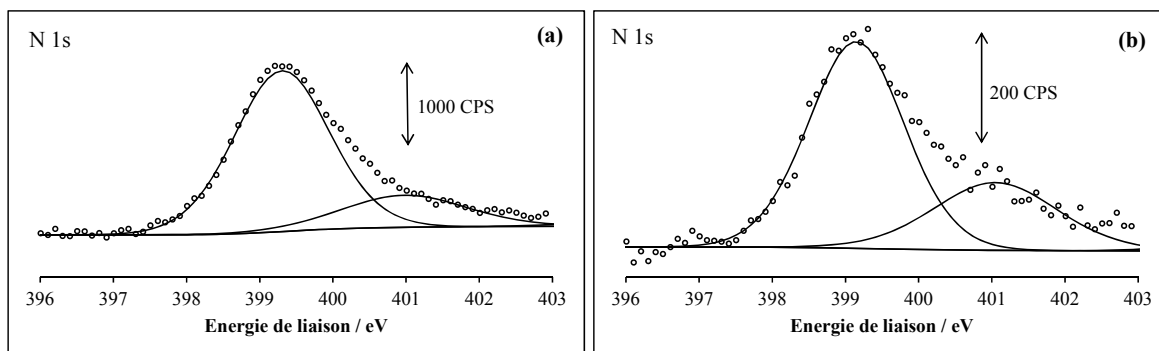 N 1s
(a)
1000 CPS
396 397 398 399 400 401 402 403
Energie de liaison / eV
N 1s
(b)
200 CPS
396 397 398 399 400 401 402 403
Energie de liaison / eV